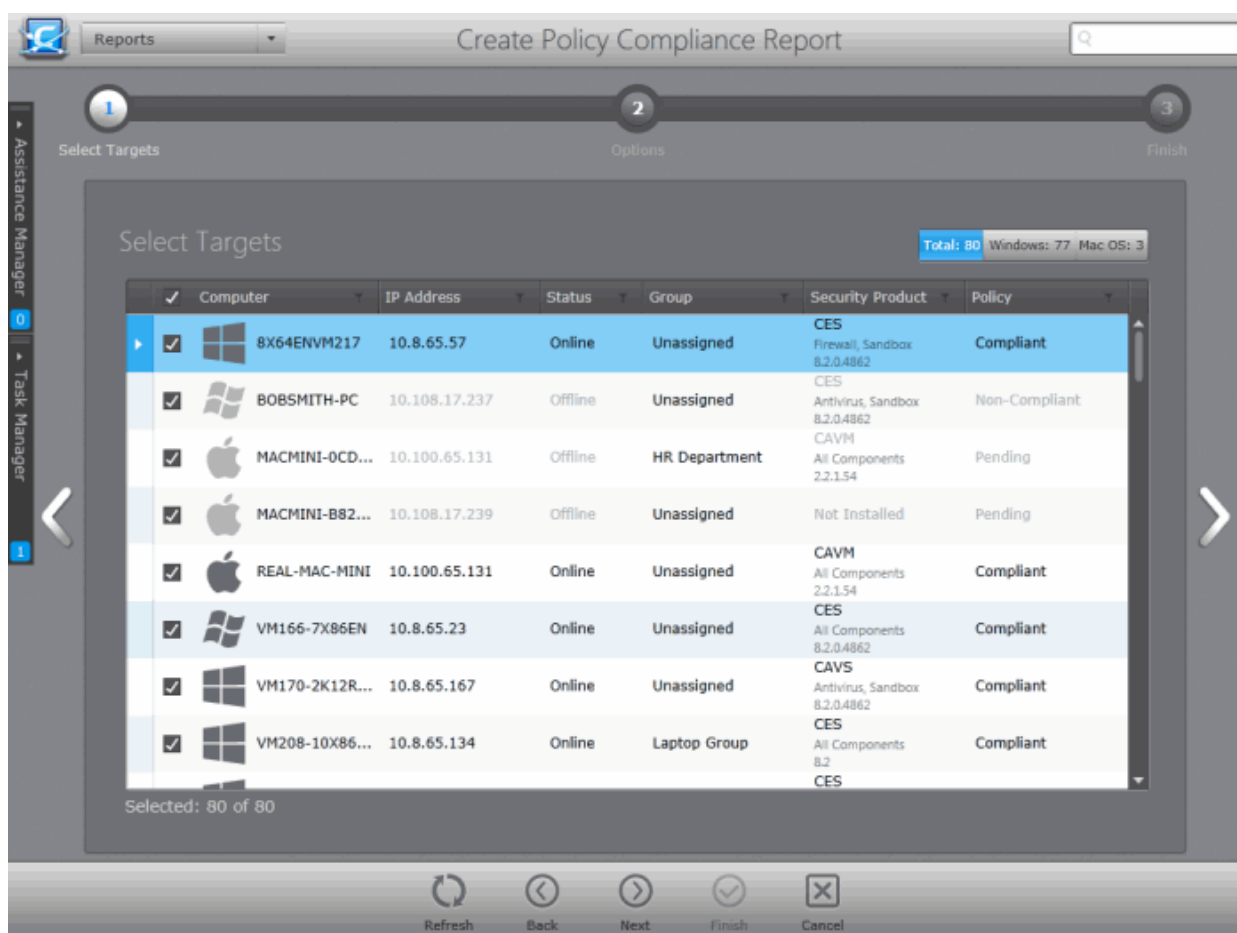 Reports
Create Policy Compliance Report
1
2
3
Select Targets
Options
Finish
Assistance Manager
0
Task Manager
1
Select Targets
Total: 80 Windows: 77 Mac OS: 3
Computer IP Address Status Group Security Product Policy
8X64ENVM217 10.8.65.57 Online Unassigned CES Compliant
Firewall, Sandbox
8.2.0.4862
BOBSMITH-PC 10.108.17.237 Offline Unassigned CES Non-Compliant
Antivirus, Sandbox
8.2.0.4862
MACMINI-0CD... 10.100.65.131 Offline HR Department CAVM Pending
All Components
2.2.1.54
MACMINI-B82... 10.108.17.239 Offline Unassigned Not Installed Pending
REAL-MAC-MINI 10.100.65.131 Online Unassigned CAVM Compliant
All Components
2.2.1.54
VM166-7X86EN 10.8.65.23 Online Unassigned CES Compliant
All Components
8.2.0.4862
VM170-2K12R... 10.8.65.167 Online Unassigned CAVS Compliant
Antivirus, Sandbox
8.2.0.4862
VM208-10X86... 10.8.65.134 Online Laptop Group CES Compliant
All Components
8.2
CES
Selected: 80 of 80
Refresh Back Next Finish Cancel